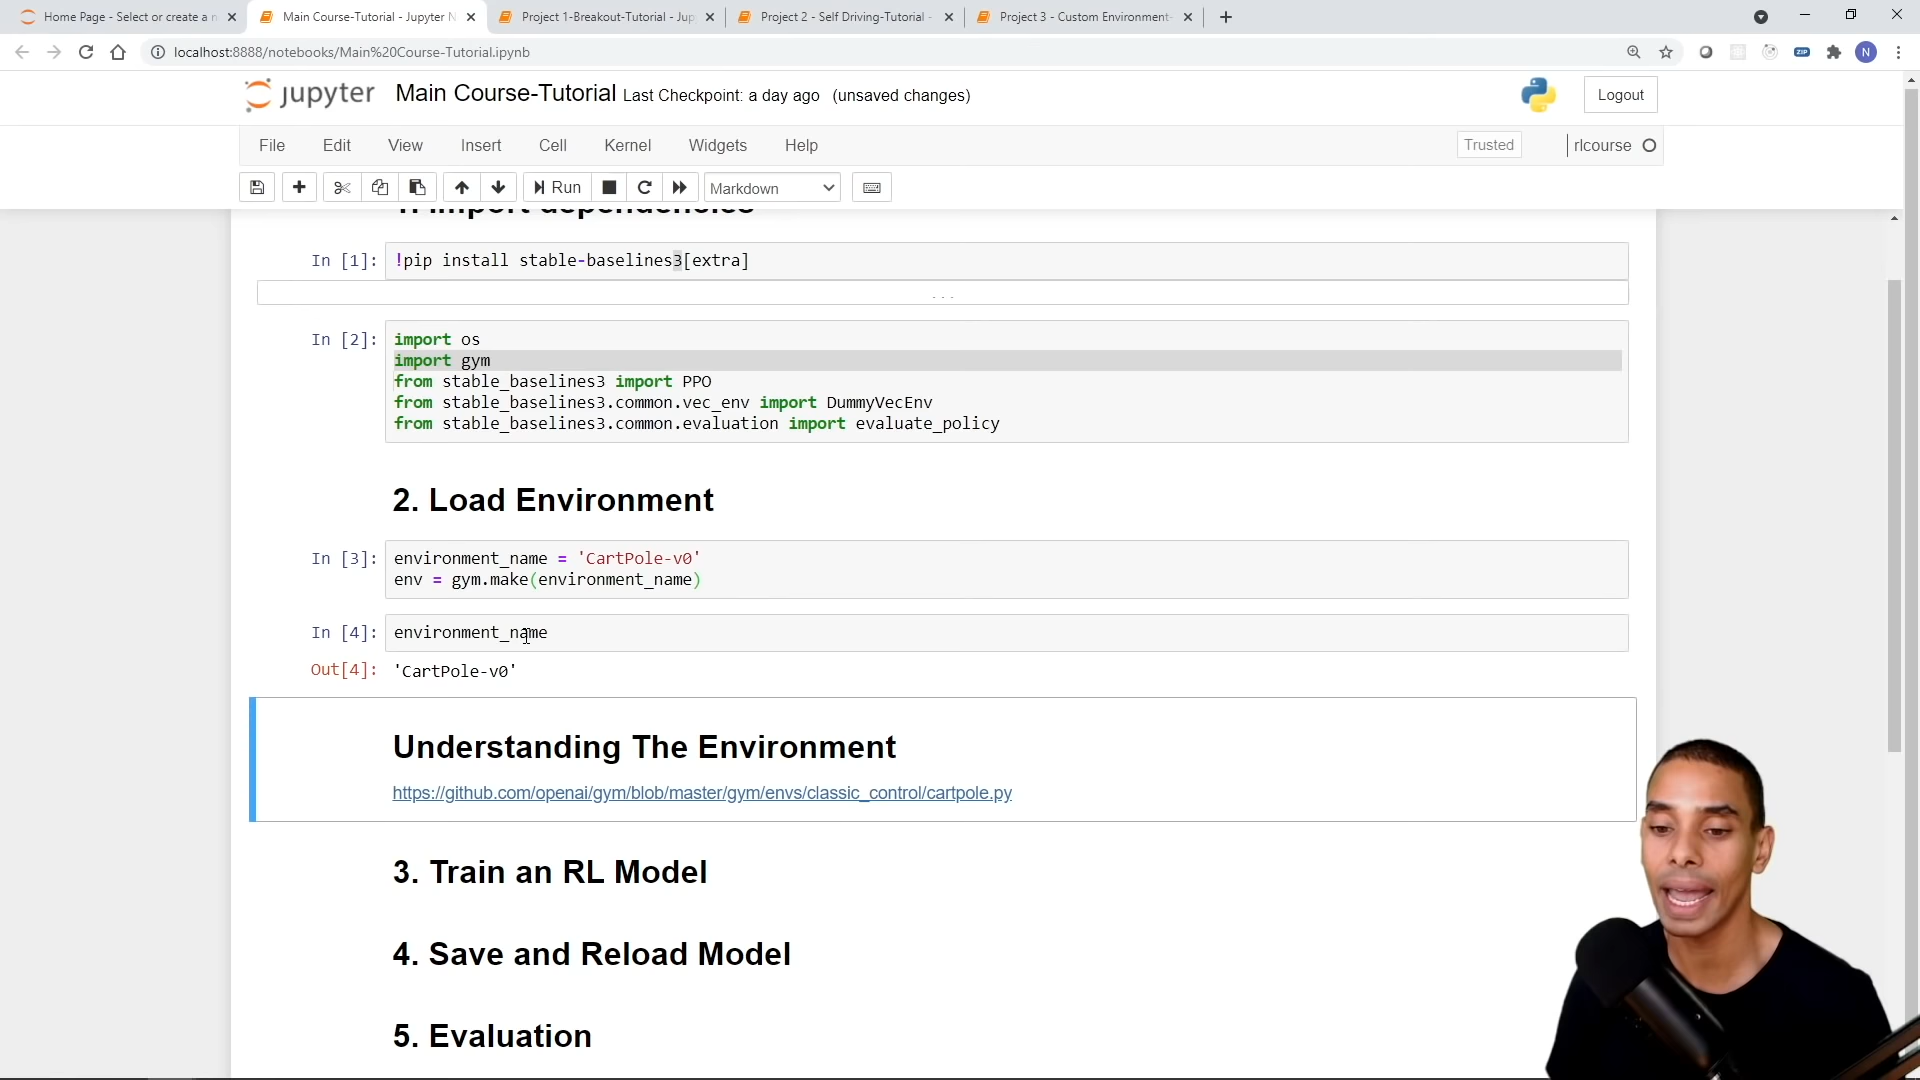 Home Page - Select or create a n
Main Course-Tutorial - Jupyter N
Project 1-Breakout-Tutorial - Jup
Project 2 - Self Driving-Tutorial -
Project 3 - Custom Environment-
localhost:8888/notebooks/Main%20Course-Tutorial.ipynb
ZIP
N
jupyter Main Course-Tutorial Last Checkpoint: a day ago (unsaved changes)
Logout
File Edit View Insert Cell Kernel Widgets Help
Trusted
rlcourse
Run
Markdown
1. Import dependencies
In [1]: !pip install stable-baselines3[extra]
...
In [2]: import os
import gym
from stable_baselines3 import PPO
from stable_baselines3.common.vec_env import DummyVecEnv
from stable_baselines3.common.evaluation import evaluate_policy
2. Load Environment
In [3]: environment_name = 'CartPole-v0'
env = gym.make(environment_name)
In [4]: environment_name
Out[4]: 'CartPole-v0'
Understanding The Environment
https://github.com/openai/gym/blob/master/gym/envs/classic_control/cartpole.py
3. Train an RL Model
4. Save and Reload Model
5. Evaluation